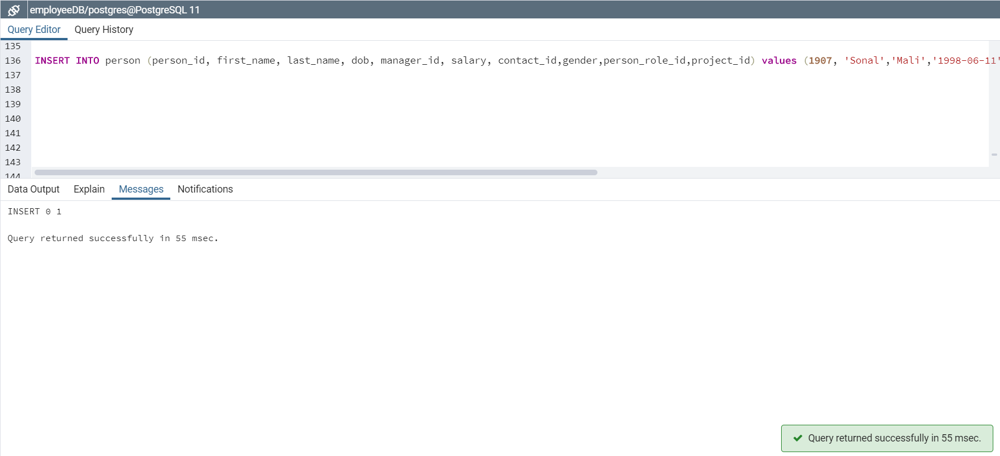 employeeDB/postgres@PostgreSQL 11
Query Editor Query History
135
136 INSERT INTO person (person_id, first_name, last_name, dob, manager_id, salary, contact_id,gender,person_role_id,project_id) values (1907, 'Sonal','Mali','1998-06-11'
137
138
139
140
141
142
143
144
Data Output Explain Messages Notifications
INSERT 0 1
Query returned successfully in 55 msec.
Query returned successfully in 55 msec.